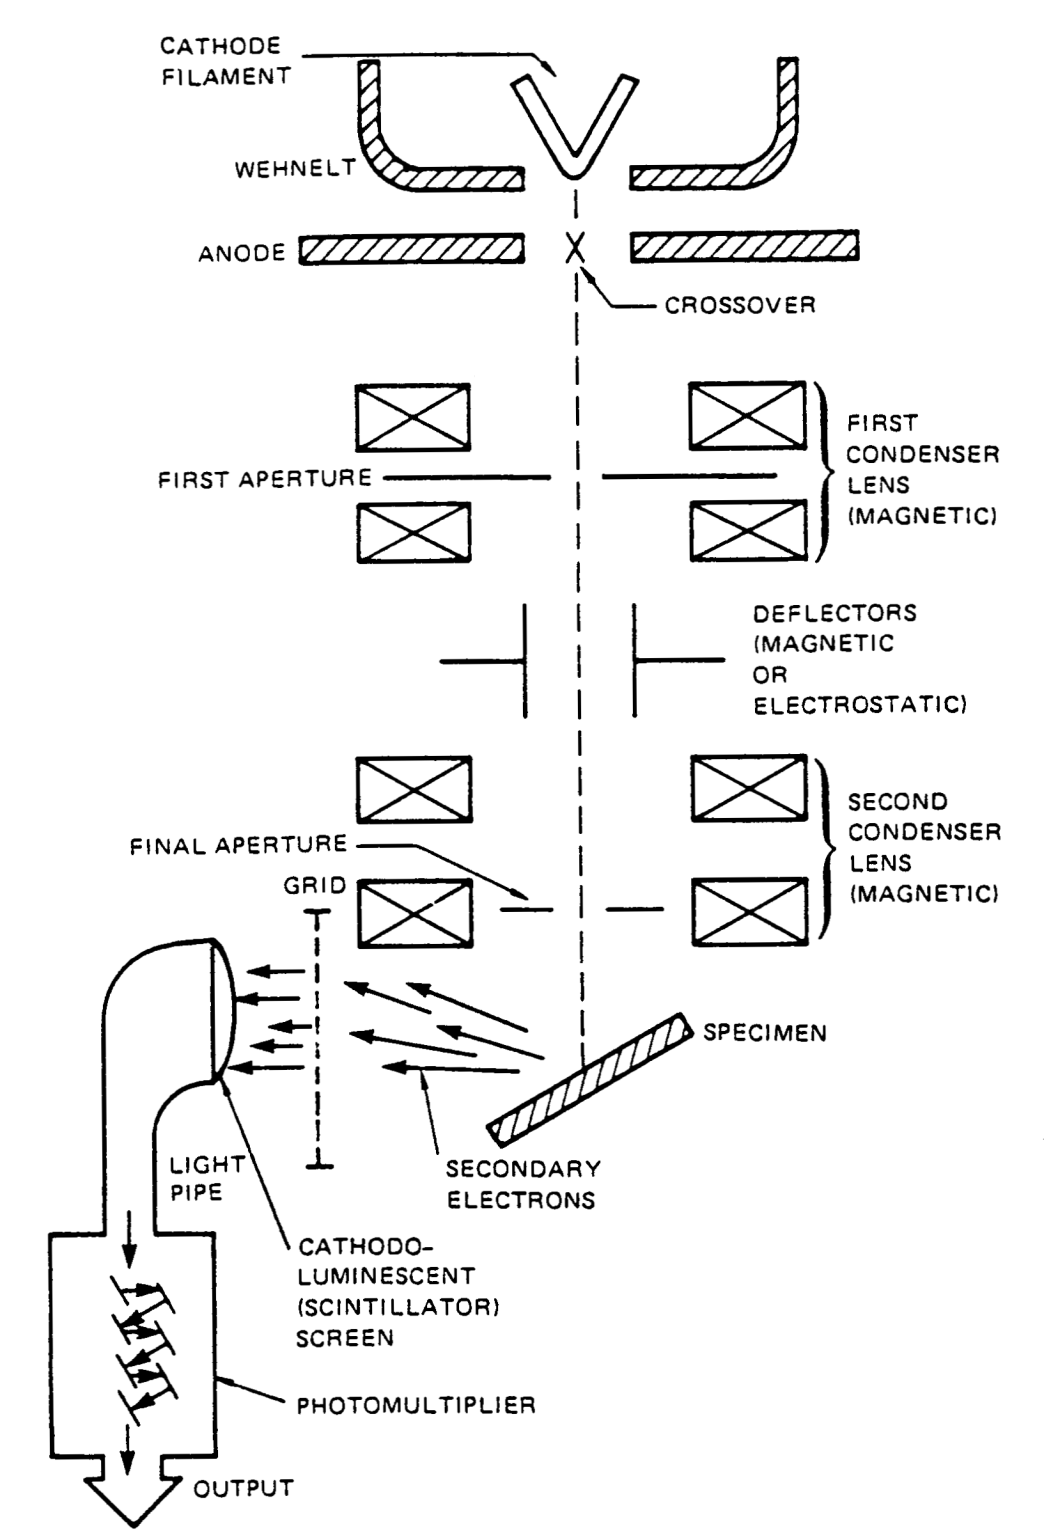 CATHODE
FILAMENT
WEHNELT
ANODE
CROSSOVER
FIRST
CONDENSER
LENS
(MAGNETIC)
FIRST APERTURE
DEFLECTORS
(MAGNETIC
OR
ELECTROSTATIC)
SECOND
CONDENSER
LENS
(MAGNETIC)
FINAL APERTURE
GRID
SPECIMEN
SECONDARY
ELECTRONS
LIGHT
PIPE
CATHODO-
LUMINESCENT
(SCINTILLATOR)
SCREEN
PHOTOMULTIPLIER
OUTPUT